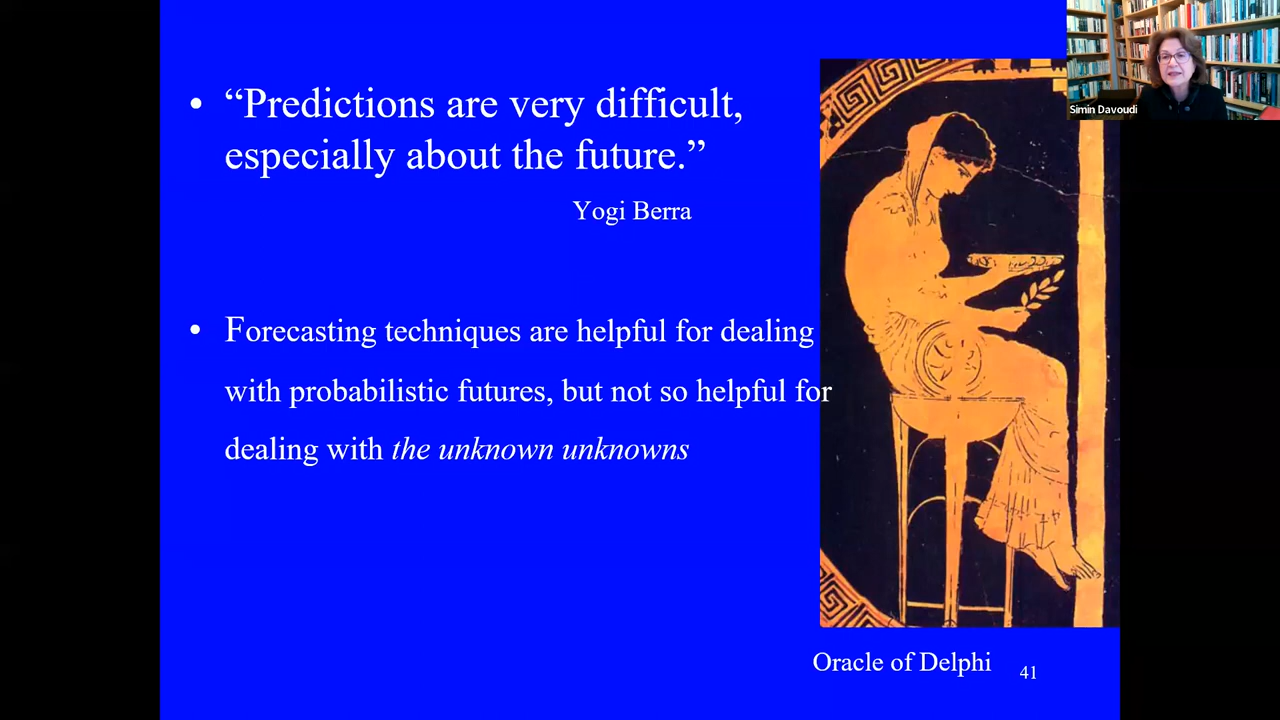 • “Predictions are very difficult,
especially about the future.”
Yogi Berra
• Forecasting techniques are helpful for dealing
with probabilistic futures, but not so helpful for
dealing with the unknown unknowns
Oracle of Delphi
41
Simin Davoudi